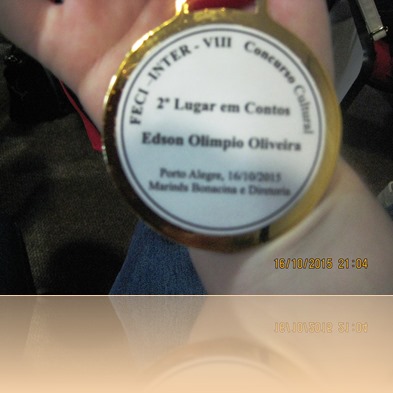 FECI - INTER - VIII Concurso Cultural
2º Lugar em Contos
Edson Olimpio Oliveira
Porto Alegre, 16/10/2015
Marinês Bonacina e Diretoria
16/10/2015 21:04